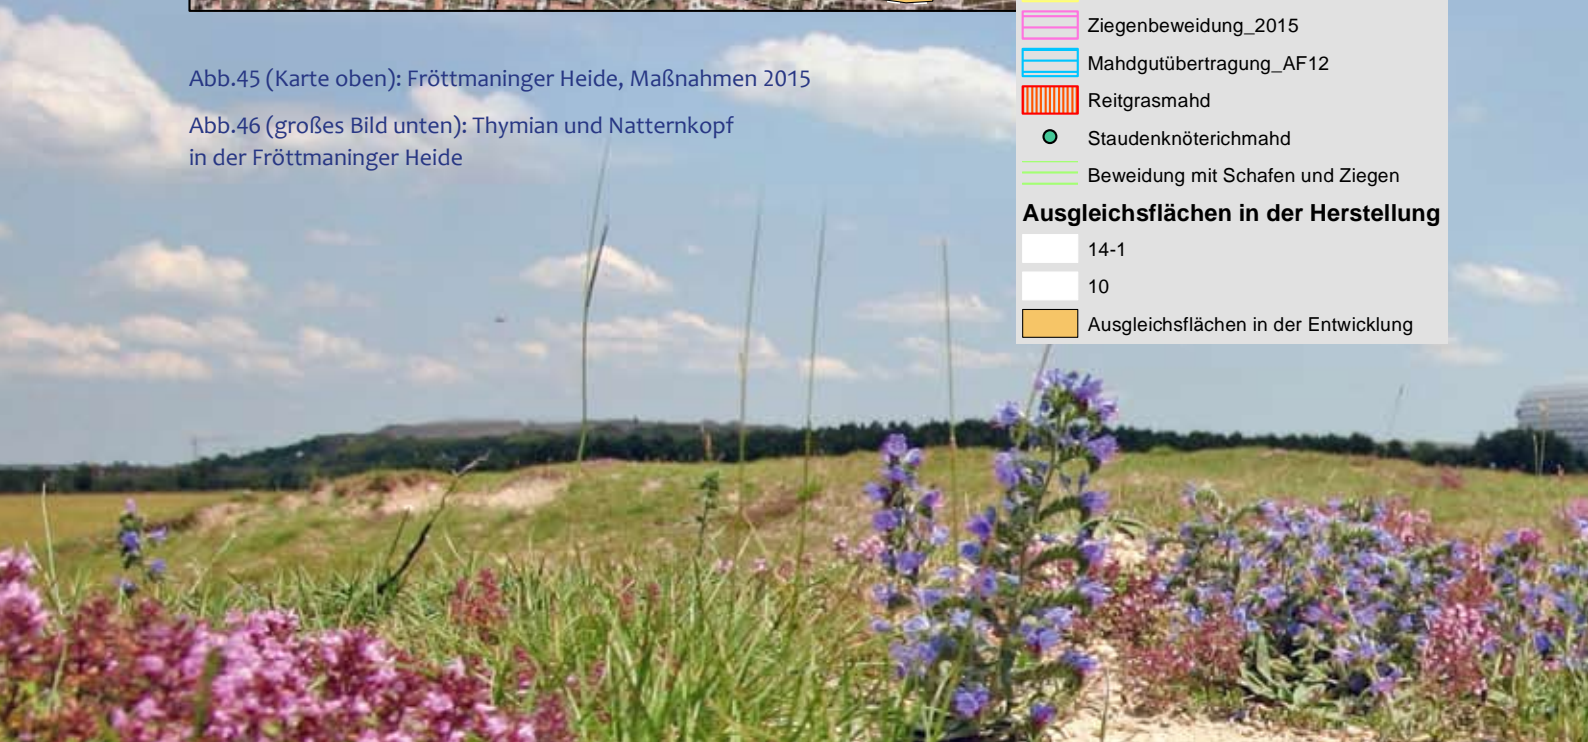 Abb.45 (Karte oben): Fröttmaninger Heide, Maßnahmen 2015
Abb.46 (großes Bild unten): Thymian und Natternkopf
in der Fröttmaninger Heide
Ziegenbeweidung_2015
Mahdgutübertragung_AF12
Reitgrasmahd
Staudenknöterichmahd
Beweidung mit Schafen und Ziegen
Ausgleichsflächen in der Herstellung
14-1
10
Ausgleichsflächen in der Entwicklung